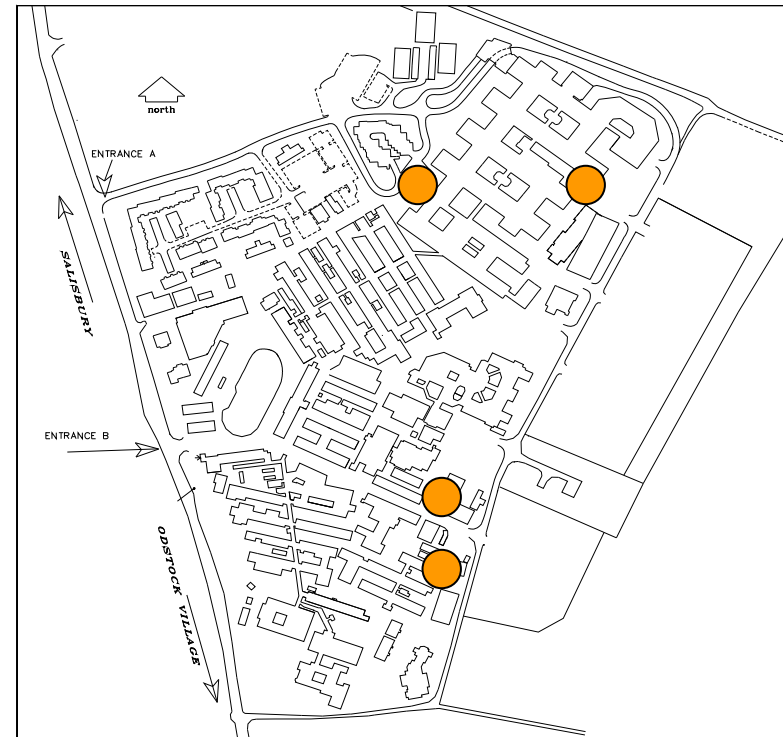 north
ENTRANCE A
SALISBURY
ENTRANCE B
ODSTOCK VILLAGE